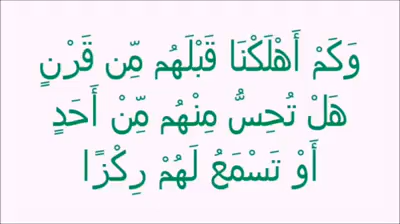 وَكَمْ أَهْلَكْنَا قَبْلَهُم مِّن قَرْنٍ
هَلْ تُحِسُّ مِنْهُم مِّنْ أَحَدٍ
أَوْ تَسْمَعُ لَهُمْ رِكْزًا